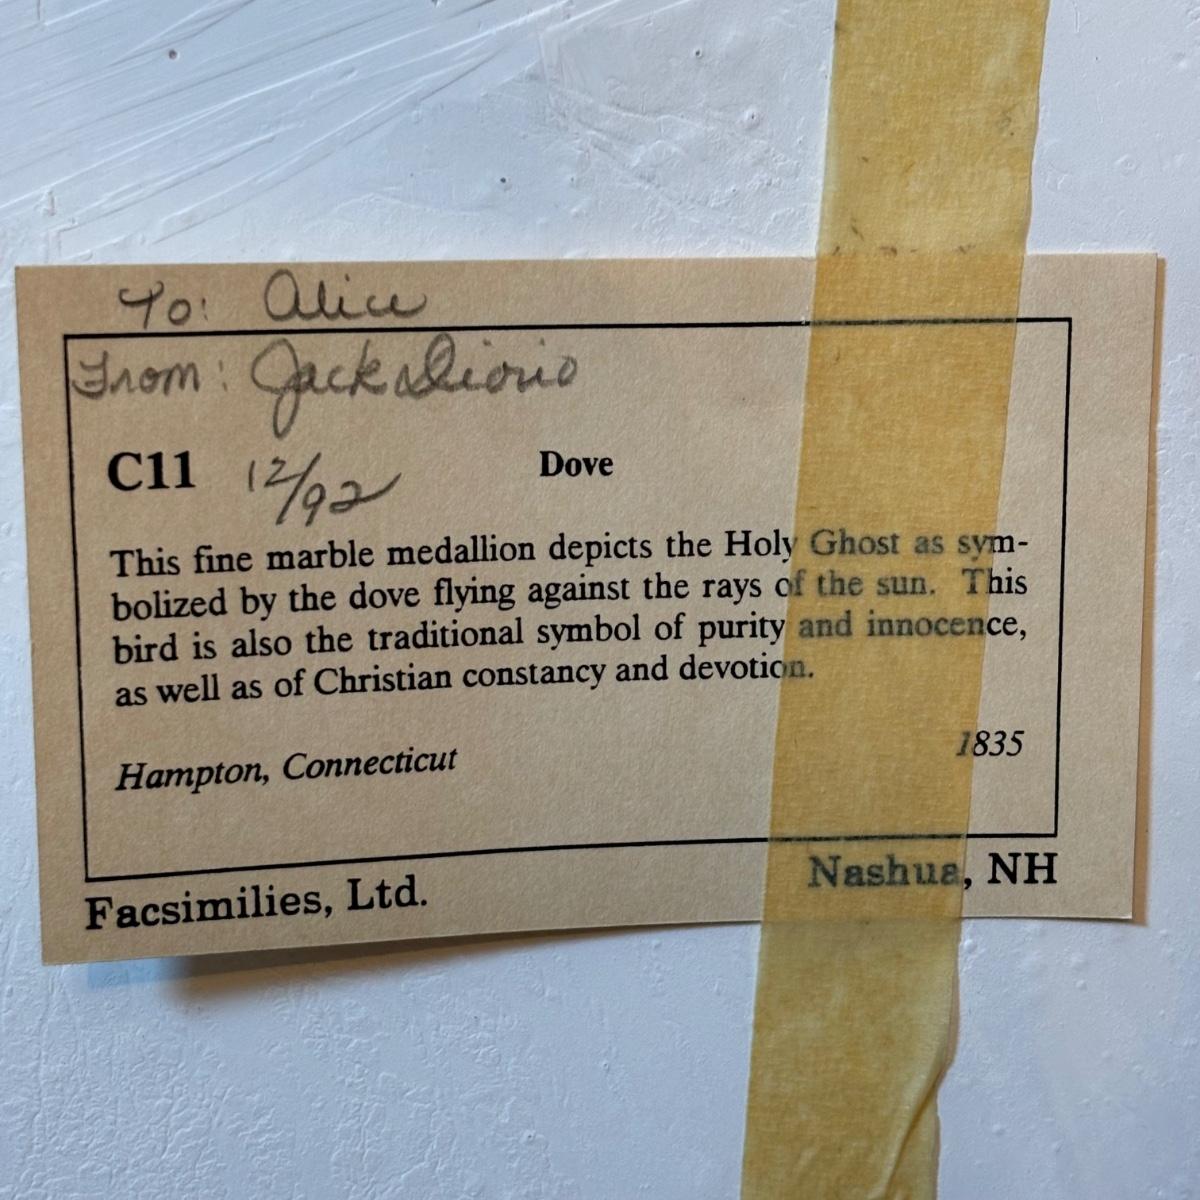 To: Alice
From: Jack Diorio
C11 12/92 Dove
This fine marble medallion depicts the Holy Ghost as sym-
bolized by the dove flying against the rays of the sun. This
bird is also the traditional symbol of purity and innocence,
as well as of Christian constancy and devotion.
Hampton, Connecticut 1835
Facsimilies, Ltd. Nashua, NH